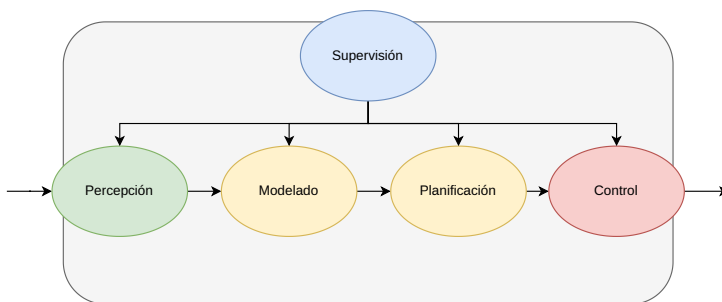 Supervisión
Percepción
Modelado
Planificación
Control